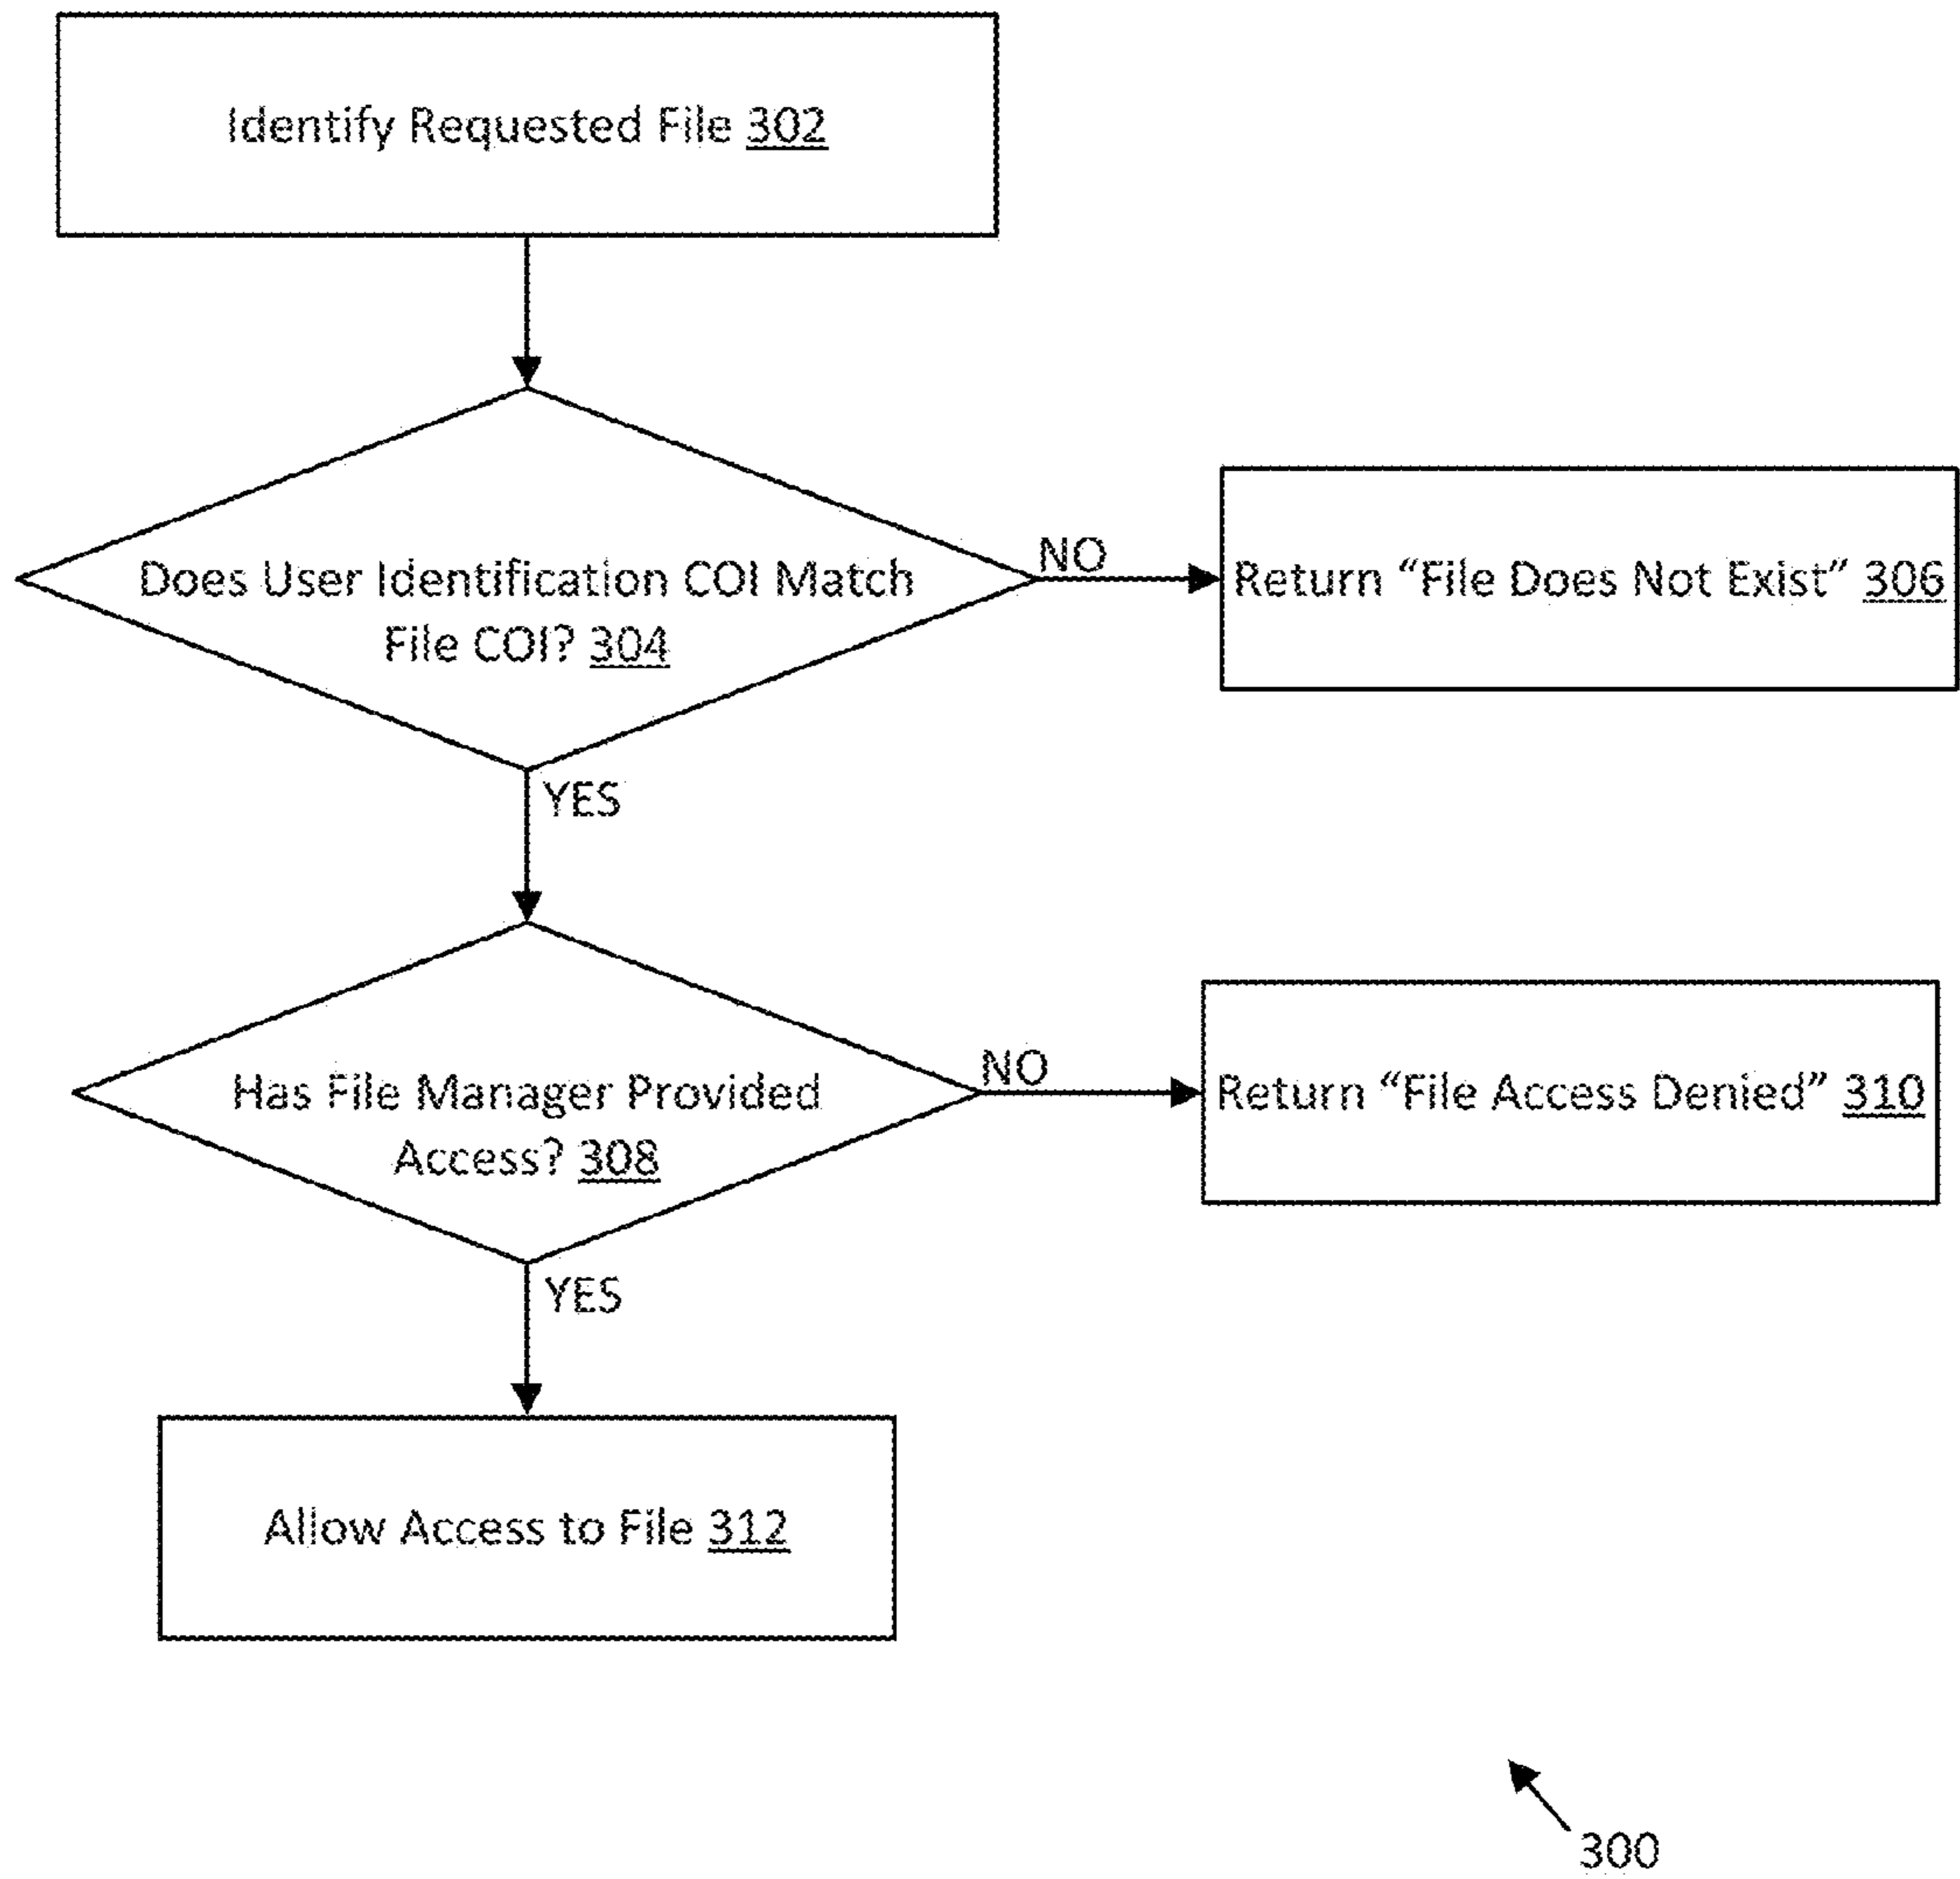 Identify Requested File 302
Does User Identification COI Match
File COI? 304
NO
Return “File Does Not Exist” 306
YES
Has File Manager Provided
Access? 308
NO
Return “File Access Denied” 310
YES
Allow Access to File 312
300